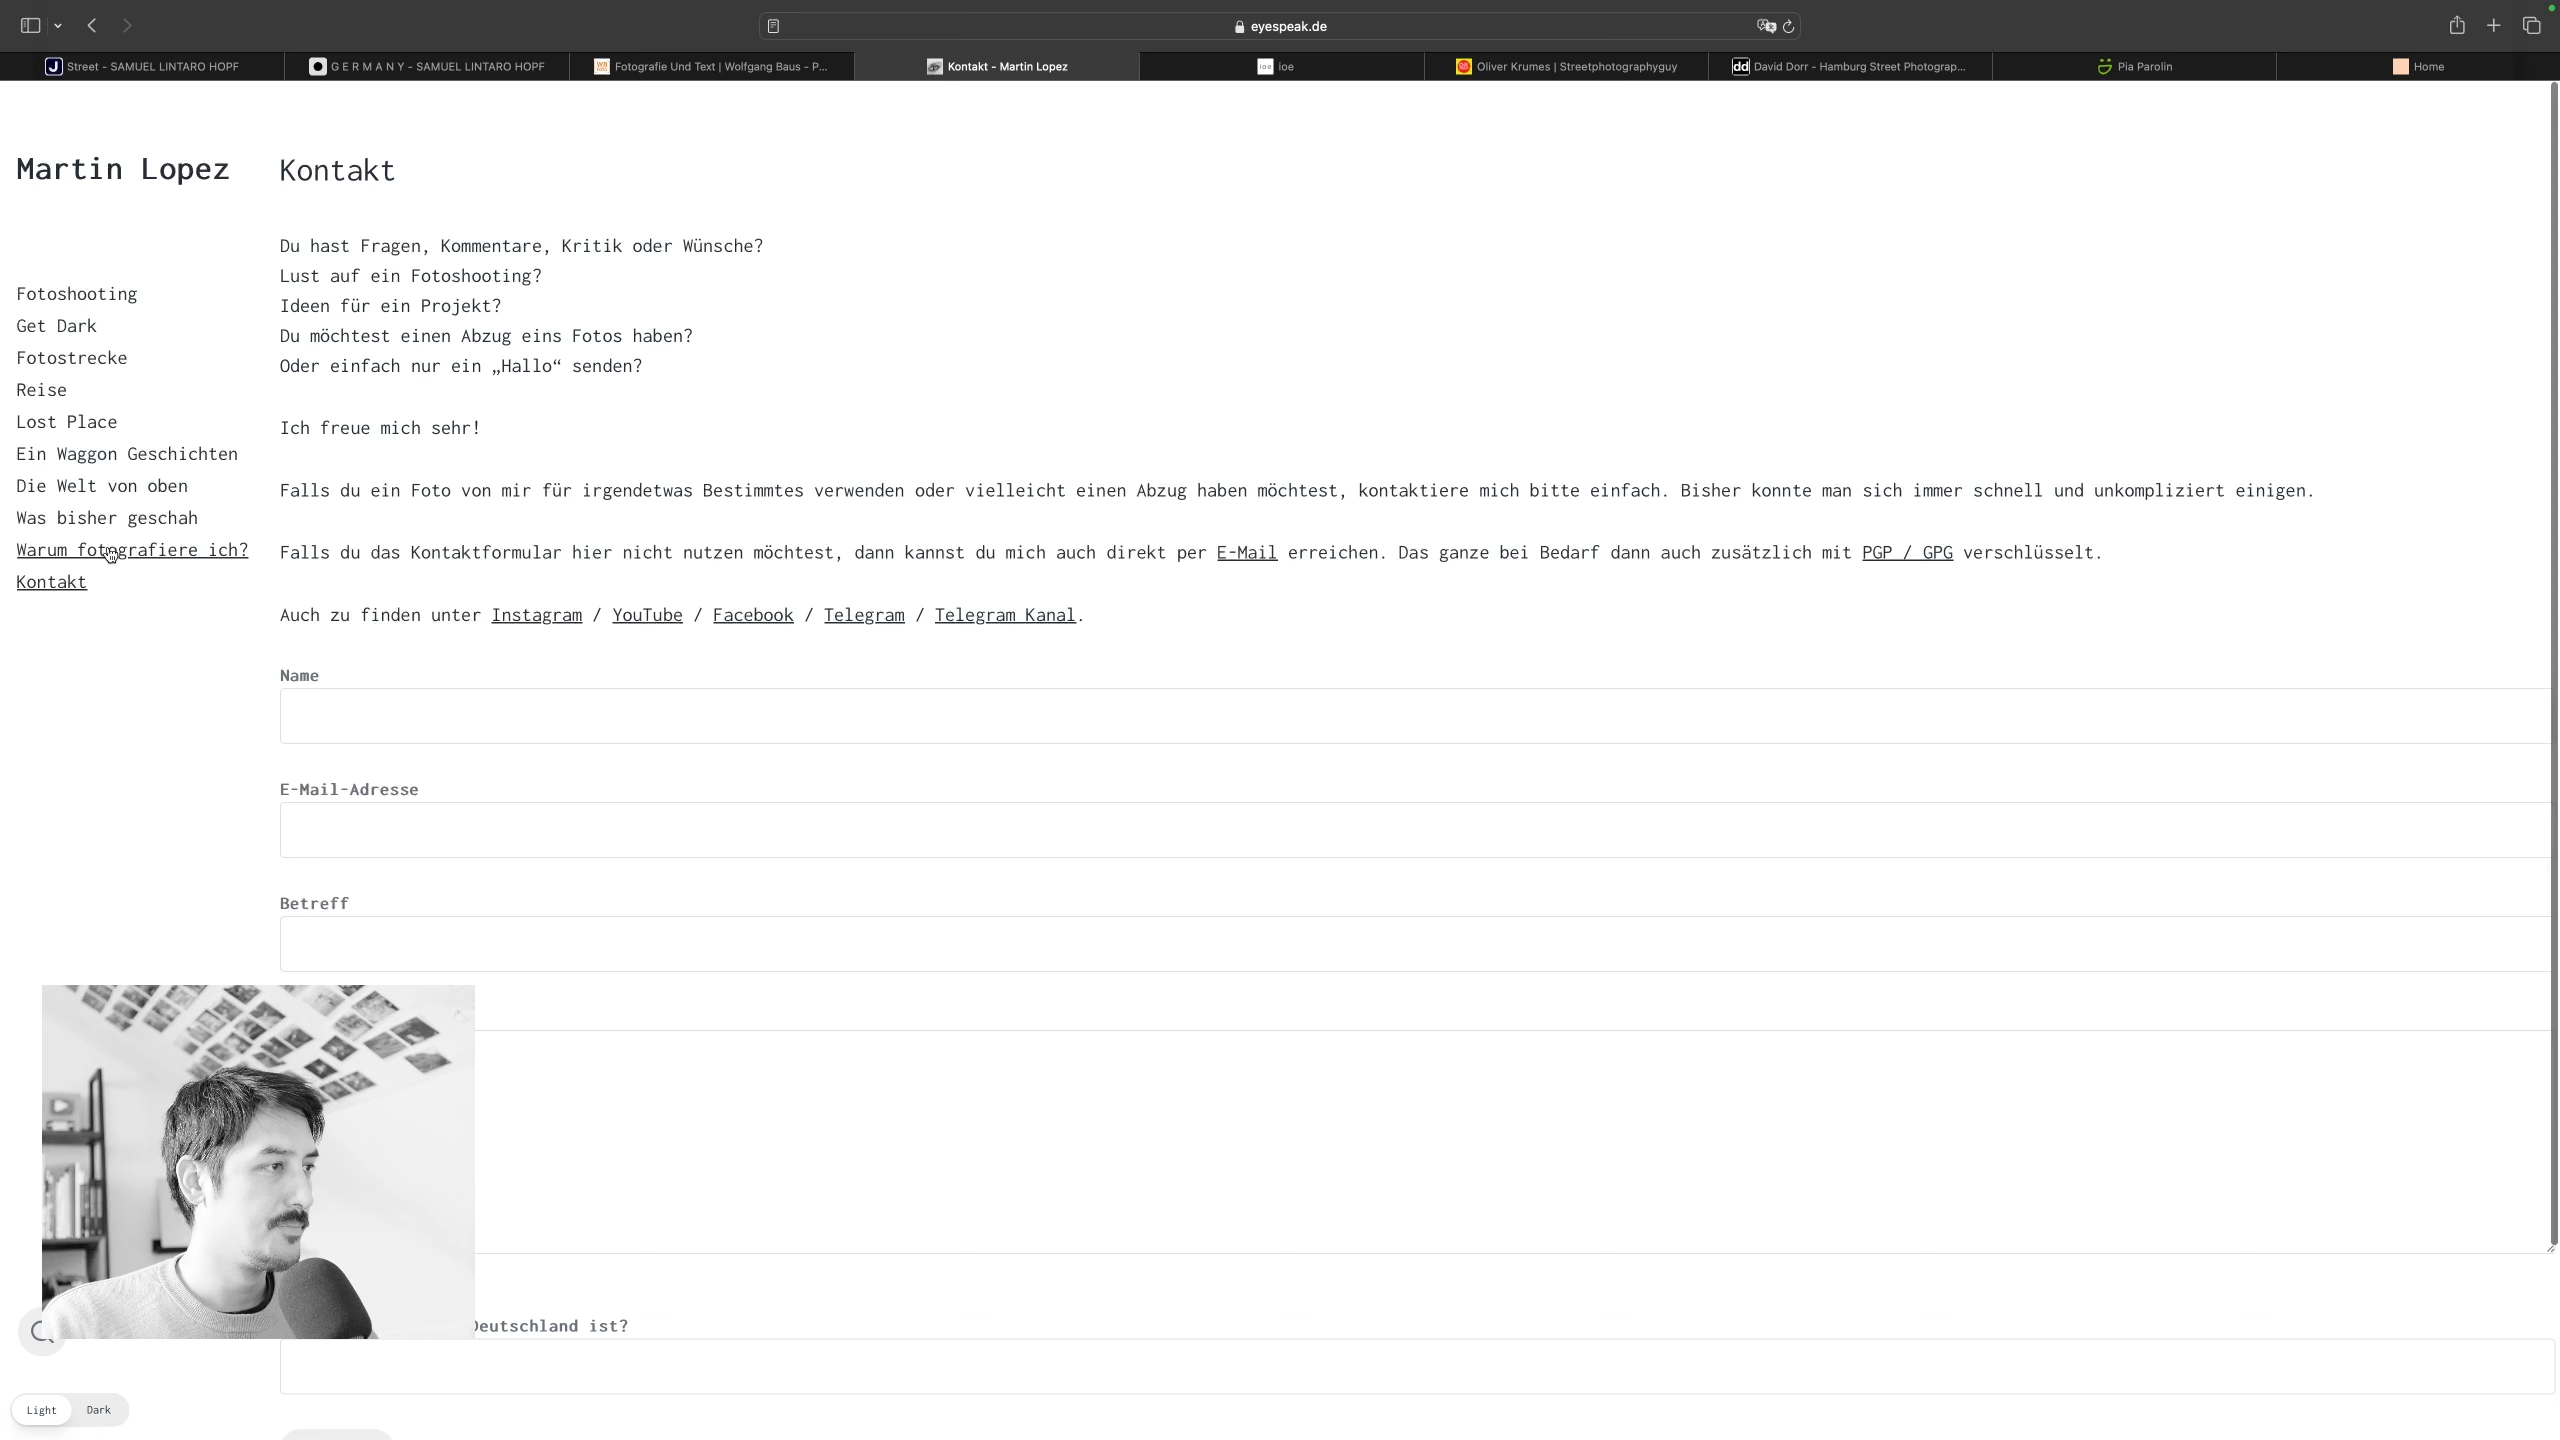 eyespeak.de
Street - SAMUEL LINTARO HOPF
G E R M A N Y - SAMUEL LINTARO HOPF
Fotografie Und Text | Wolfgang Baus - P...
Kontakt - Martin Lopez
ioe
Oliver Krumes | Streetphotographyguy
dd David Dorr - Hamburg Street Photograp...
Pia Parolin
Home
Martin Lopez
Fotoshooting
Get Dark
Fotostrecke
Reise
Lost Place
Ein Waggon Geschichten
Die Welt von oben
Was bisher geschah
Warum fotografiere ich?
Kontakt
Kontakt
Du hast Fragen, Kommentare, Kritik oder Wünsche?
Lust auf ein Fotoshooting?
Ideen für ein Projekt?
Du möchtest einen Abzug eins Fotos haben?
Oder einfach nur ein „Hallo“ senden?
Ich freue mich sehr!
Falls du ein Foto von mir für irgendetwas Bestimmtes verwenden oder vielleicht einen Abzug haben möchtest, kontaktiere mich bitte einfach. Bisher konnte man sich immer schnell und unkompliziert einigen.
Falls du das Kontaktformular hier nicht nutzen möchtest, dann kannst du mich auch direkt per E-Mail erreichen. Das ganze bei Bedarf dann auch zusätzlich mit PGP / GPG verschlüsselt.
Auch zu finden unter Instagram / YouTube / Facebook / Telegram / Telegram Kanal.
Name
E-Mail-Adresse
Betreff
Deutschland ist?
Light
Dark